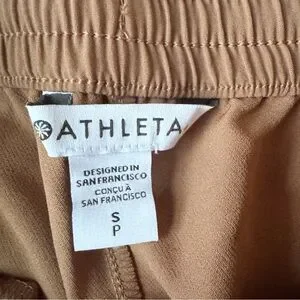 ATHLETA
DESIGNED IN
SAN FRANCISCO
CONÇU À
SAN FRANCISCO
S
P